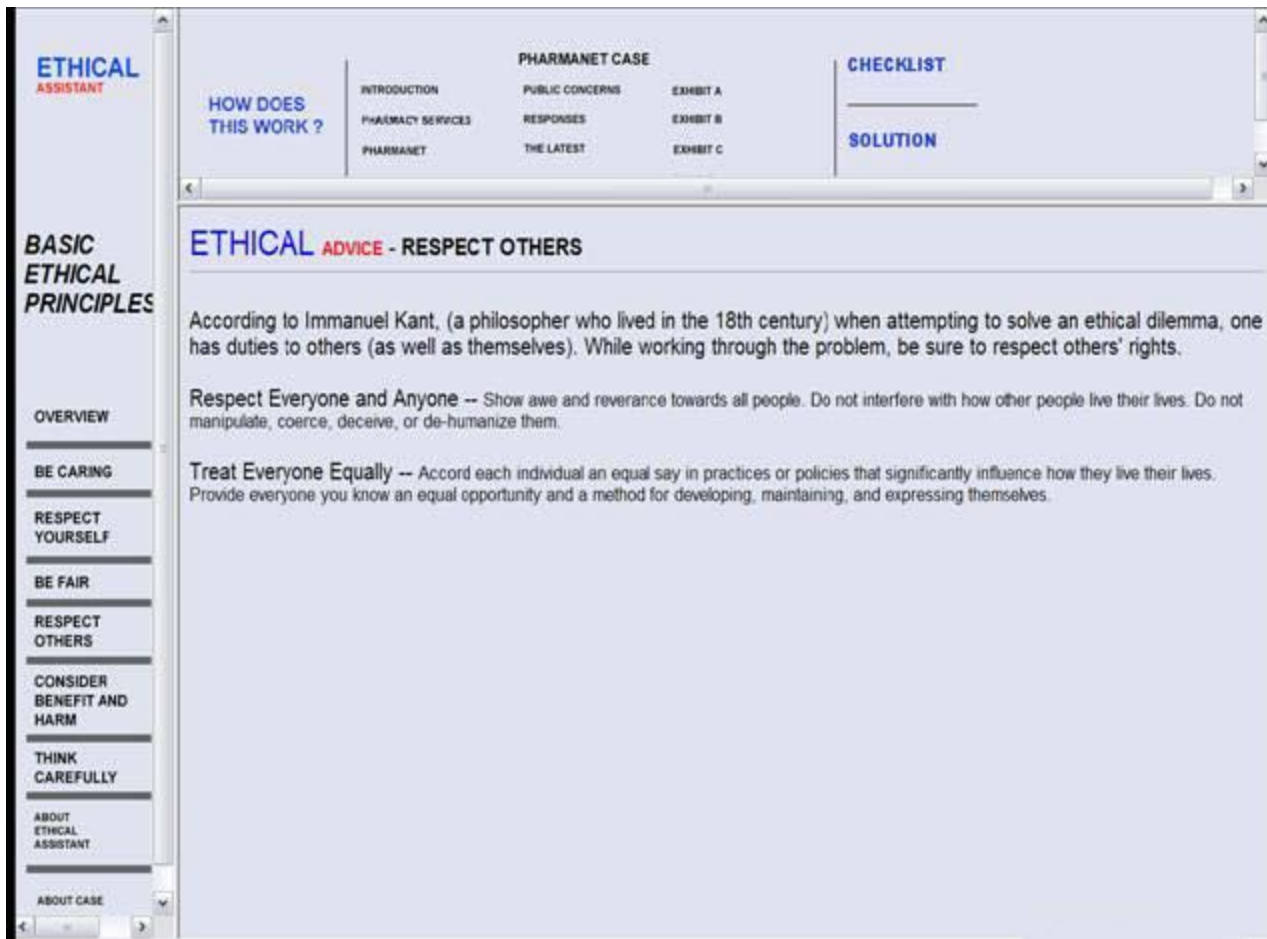 ETHICAL
ASSISTANT
BASIC
ETHICAL
PRINCIPLES
OVERVIEW
BE CARING
RESPECT
YOURSELF
BE FAIR
RESPECT
OTHERS
CONSIDER
BENEFIT AND
HARM
THINK
CAREFULLY
ABOUT
ETHICAL
ASSISTANT
ABOUT CASE
HOW DOES
THIS WORK ?
PHARMANET CASE
INTRODUCTION
PUBLIC CONCERNS
EXHIBIT A
PHARMACY SERVICES
RESPONSES
EXHIBIT B
PHARMANET
THE LATEST
EXHIBIT C
CHECKLIST
SOLUTION
ETHICAL ADVICE - RESPECT OTHERS
According to Immanuel Kant, (a philosopher who lived in the 18th century) when attempting to solve an ethical dilemma, one
has duties to others (as well as themselves). While working through the problem, be sure to respect others' rights.
Respect Everyone and Anyone -- Show awe and reverance towards all people. Do not interfere with how other people live their lives. Do not
manipulate, coerce, deceive, or de-humanize them.
Treat Everyone Equally -- Accord each individual an equal say in practices or policies that significantly influence how they live their lives.
Provide everyone you know an equal opportunity and a method for developing, maintaining, and expressing themselves.